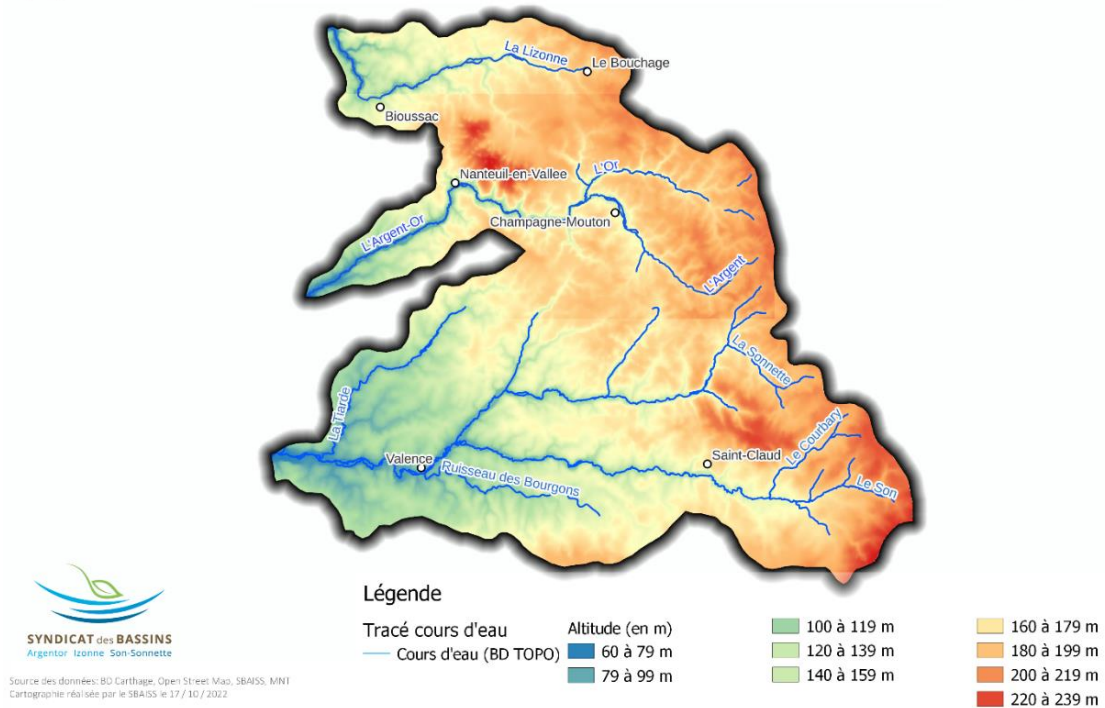 La Lizonne
Le Bouchage
Bioussac
Nanteuil-en-Vallee
L'Or
Champagne-Mouton
L'Argent-Or
L'Argent
La Sonnette
La Tiarde
Le Courbary
Valence
Saint-Claud
Ruisseau des Bourgons
Le Son
SYNDICAT des BASSINS
Argentor Izonne Son-Sonnette
Source des données: BD Carthage, Open Street Map, SBAISS, MNT
Cartographie réalisée par le SBAISS le 17 / 10 / 2022
Légende
Tracé cours d'eau
Cours d'eau (BD TOPO)
Altitude (en m)
60 à 79 m
79 à 99 m
100 à 119 m
120 à 139 m
140 à 159 m
160 à 179 m
180 à 199 m
200 à 219 m
220 à 239 m